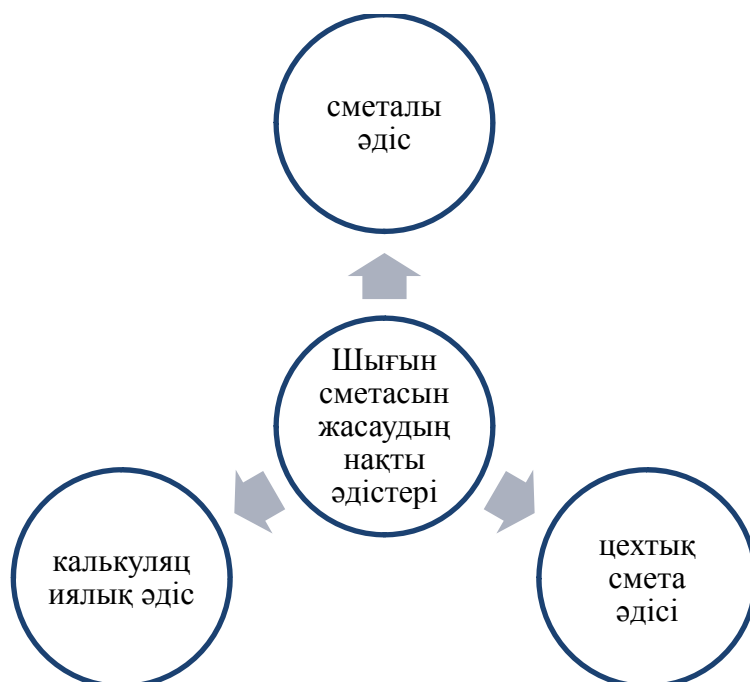 сметалы
әдіс
Шығын
сметасын
жасаудың
нақты
әдістері
калькуляц
иялық әдіс
цехтық
смета
әдісі